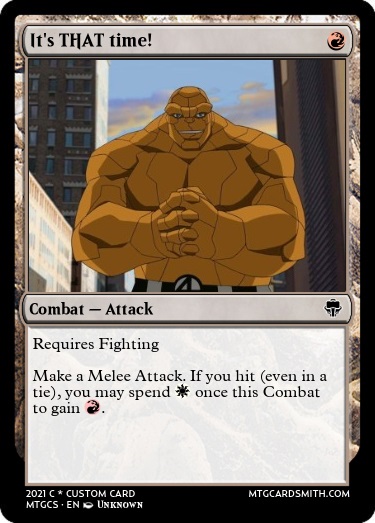 It's THAT time!
Combat — Attack
Requires Fighting
Make a Melee Attack. If you hit (even in a
tie), you may spend once this Combat
to gain .
2021 C * CUSTOM CARD
MTGCS · EN Unknown
MTGCARDSMITH.COM
4